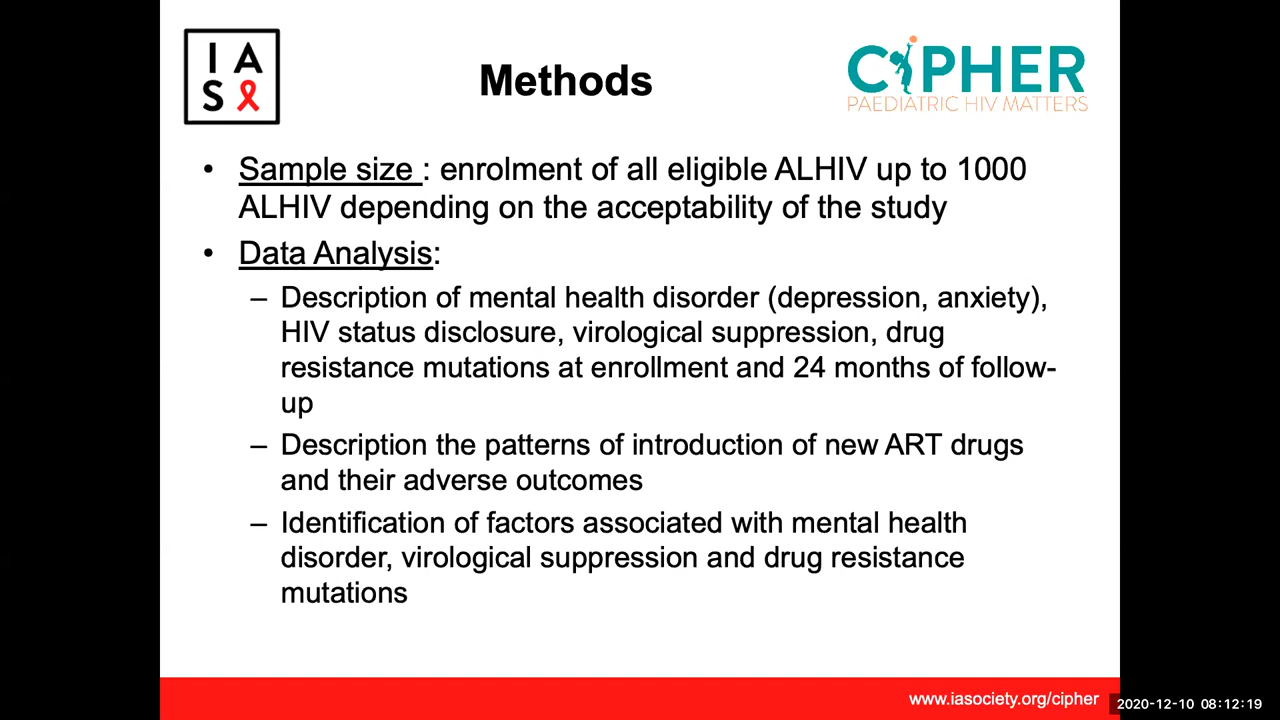 I A
S
Methods
CIPHER
PAEDIATRIC HIV MATTERS
• Sample size : enrolment of all eligible ALHIV up to 1000
ALHIV depending on the acceptability of the study
• Data Analysis:
– Description of mental health disorder (depression, anxiety),
HIV status disclosure, virological suppression, drug
resistance mutations at enrollment and 24 months of follow-
up
– Description the patterns of introduction of new ART drugs
and their adverse outcomes
– Identification of factors associated with mental health
disorder, virological suppression and drug resistance
mutations
www.iasociety.org/cipher
2020-12-10 08:12:19